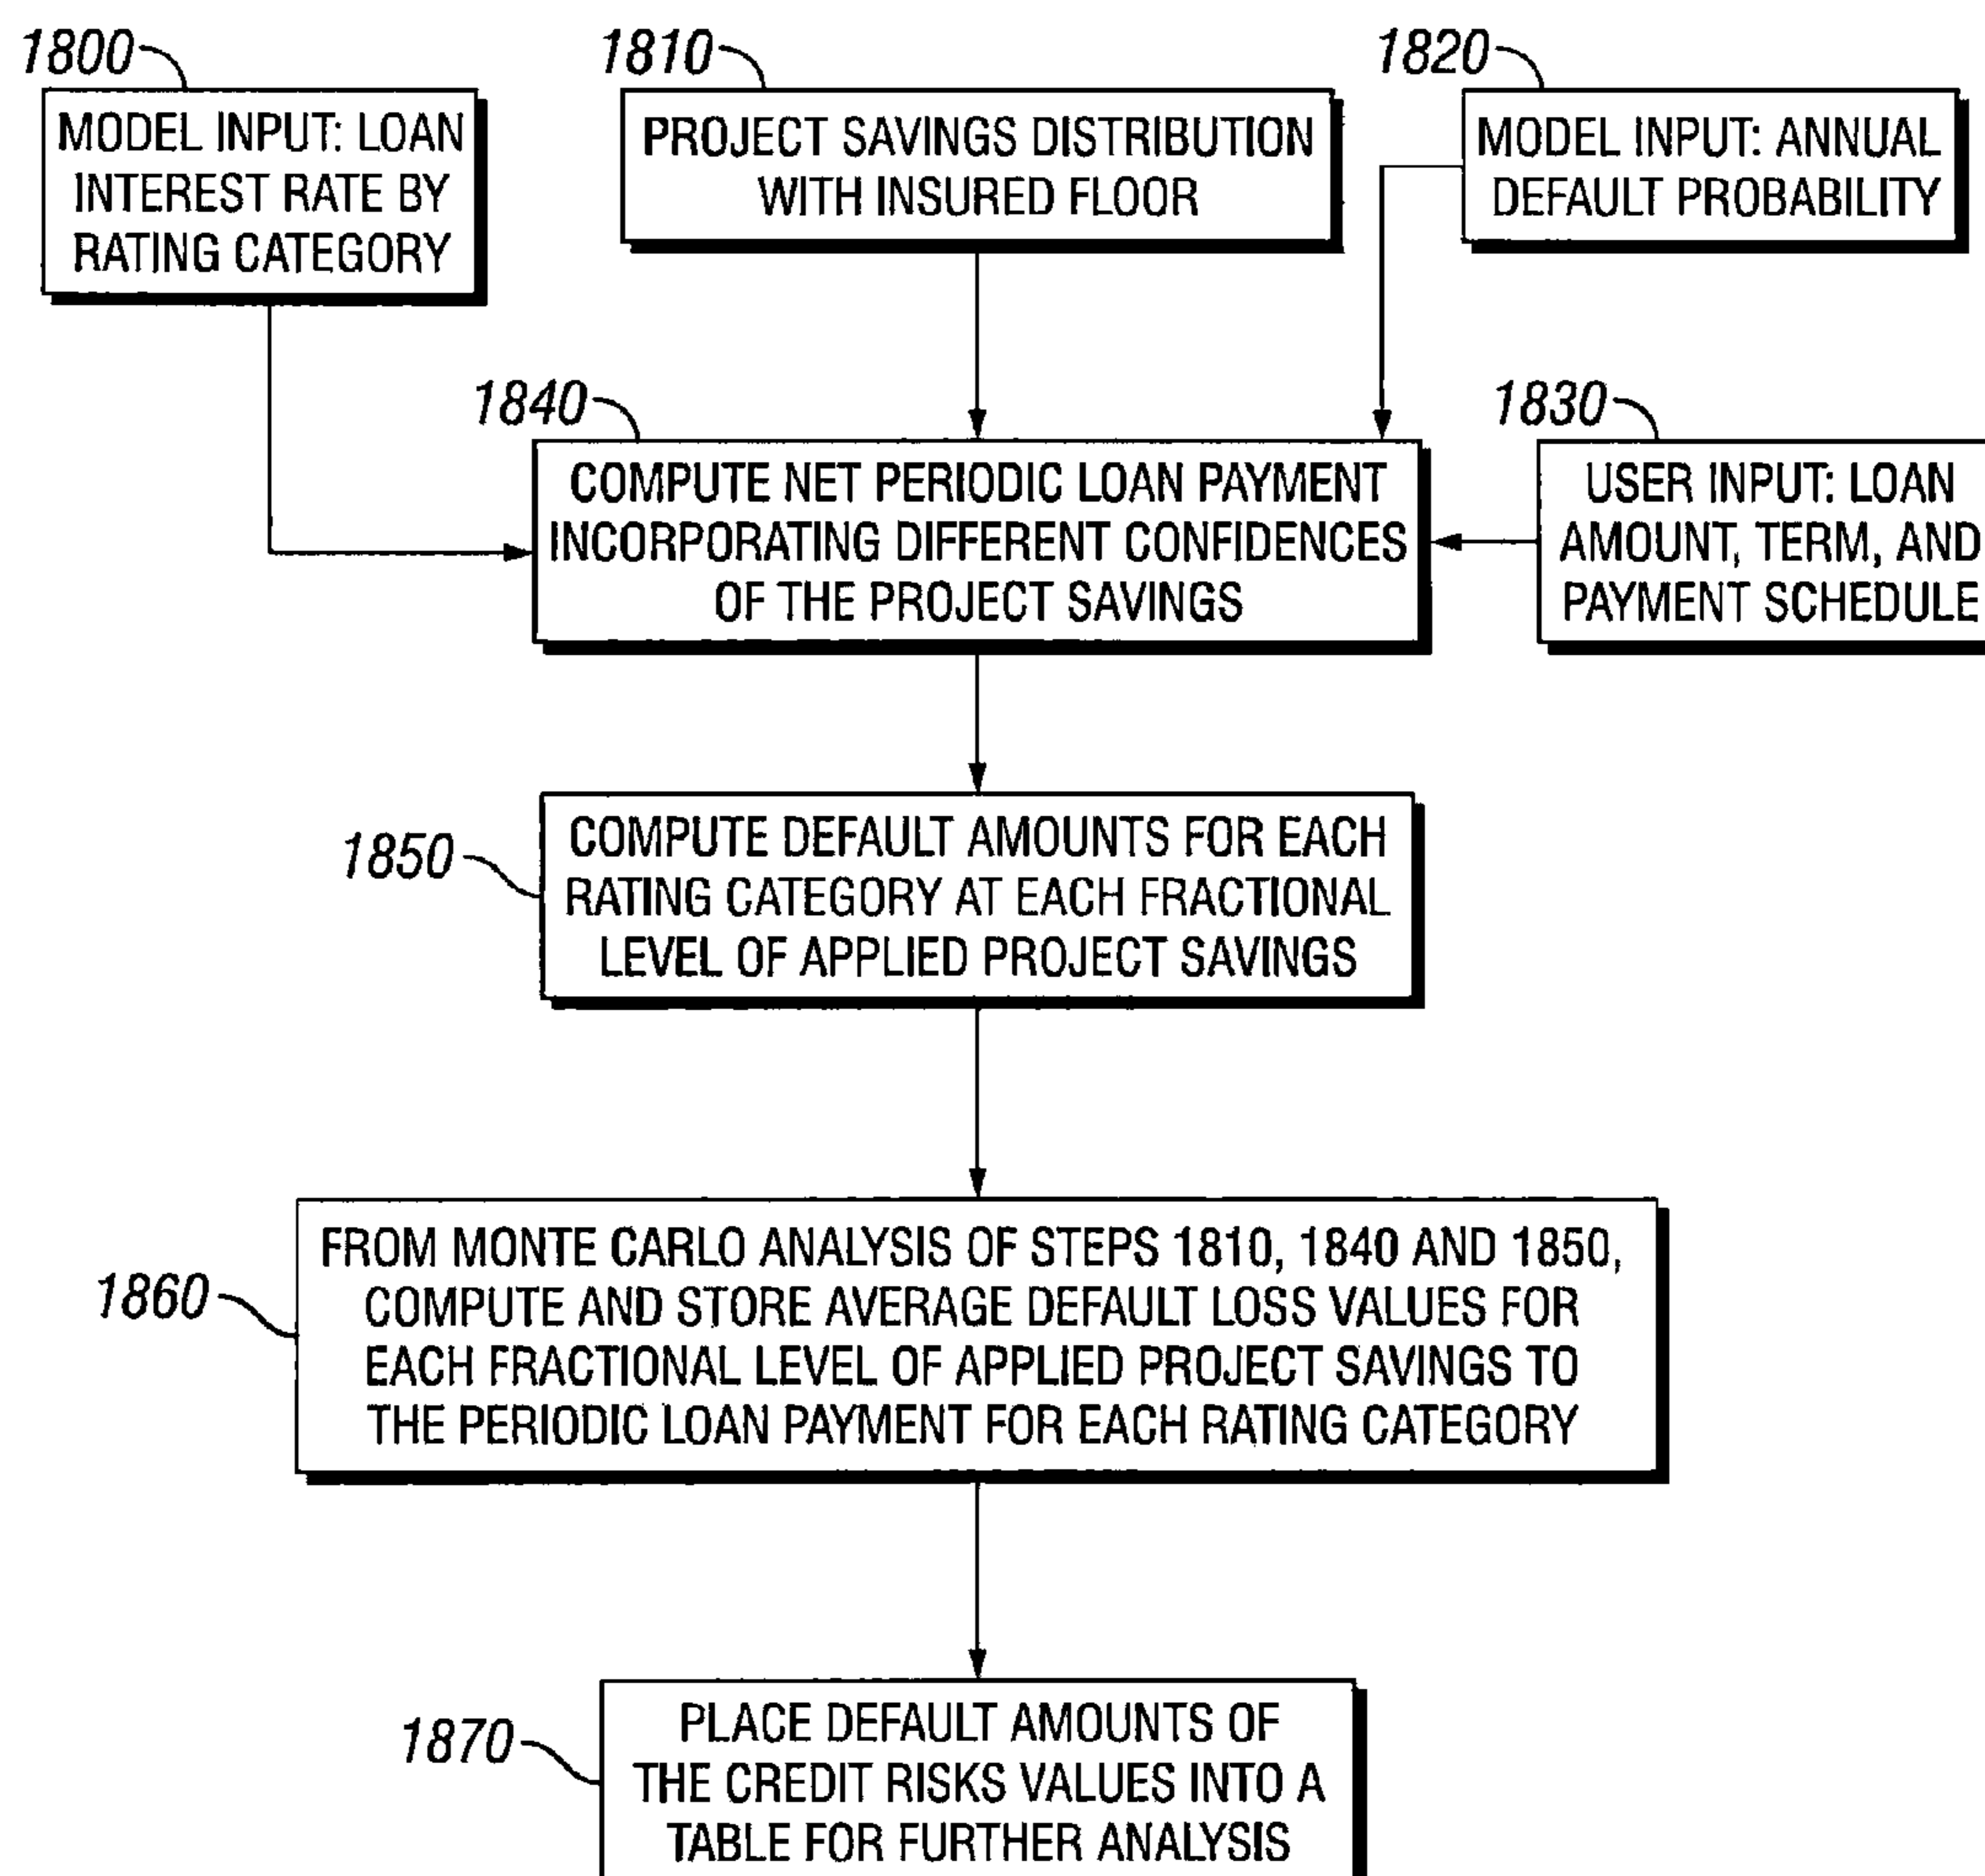 1800
MODEL INPUT: LOAN
INTEREST RATE BY
RATING CATEGORY
1810
PROJECT SAVINGS DISTRIBUTION
WITH INSURED FLOOR
1820
MODEL INPUT: ANNUAL
DEFAULT PROBABILITY
1840
COMPUTE NET PERIODIC LOAN PAYMENT
INCORPORATING DIFFERENT CONFIDENCES
OF THE PROJECT SAVINGS
1830
USER INPUT: LOAN
AMOUNT, TERM, AND
PAYMENT SCHEDULE
1850
COMPUTE DEFAULT AMOUNTS FOR EACH
RATING CATEGORY AT EACH FRACTIONAL
LEVEL OF APPLIED PROJECT SAVINGS
1860
FROM MONTE CARLO ANALYSIS OF STEPS 1810, 1840 AND 1850,
COMPUTE AND STORE AVERAGE DEFAULT LOSS VALUES FOR
EACH FRACTIONAL LEVEL OF APPLIED PROJECT SAVINGS TO
THE PERIODIC LOAN PAYMENT FOR EACH RATING CATEGORY
1870
PLACE DEFAULT AMOUNTS OF
THE CREDIT RISKS VALUES INTO A
TABLE FOR FURTHER ANALYSIS